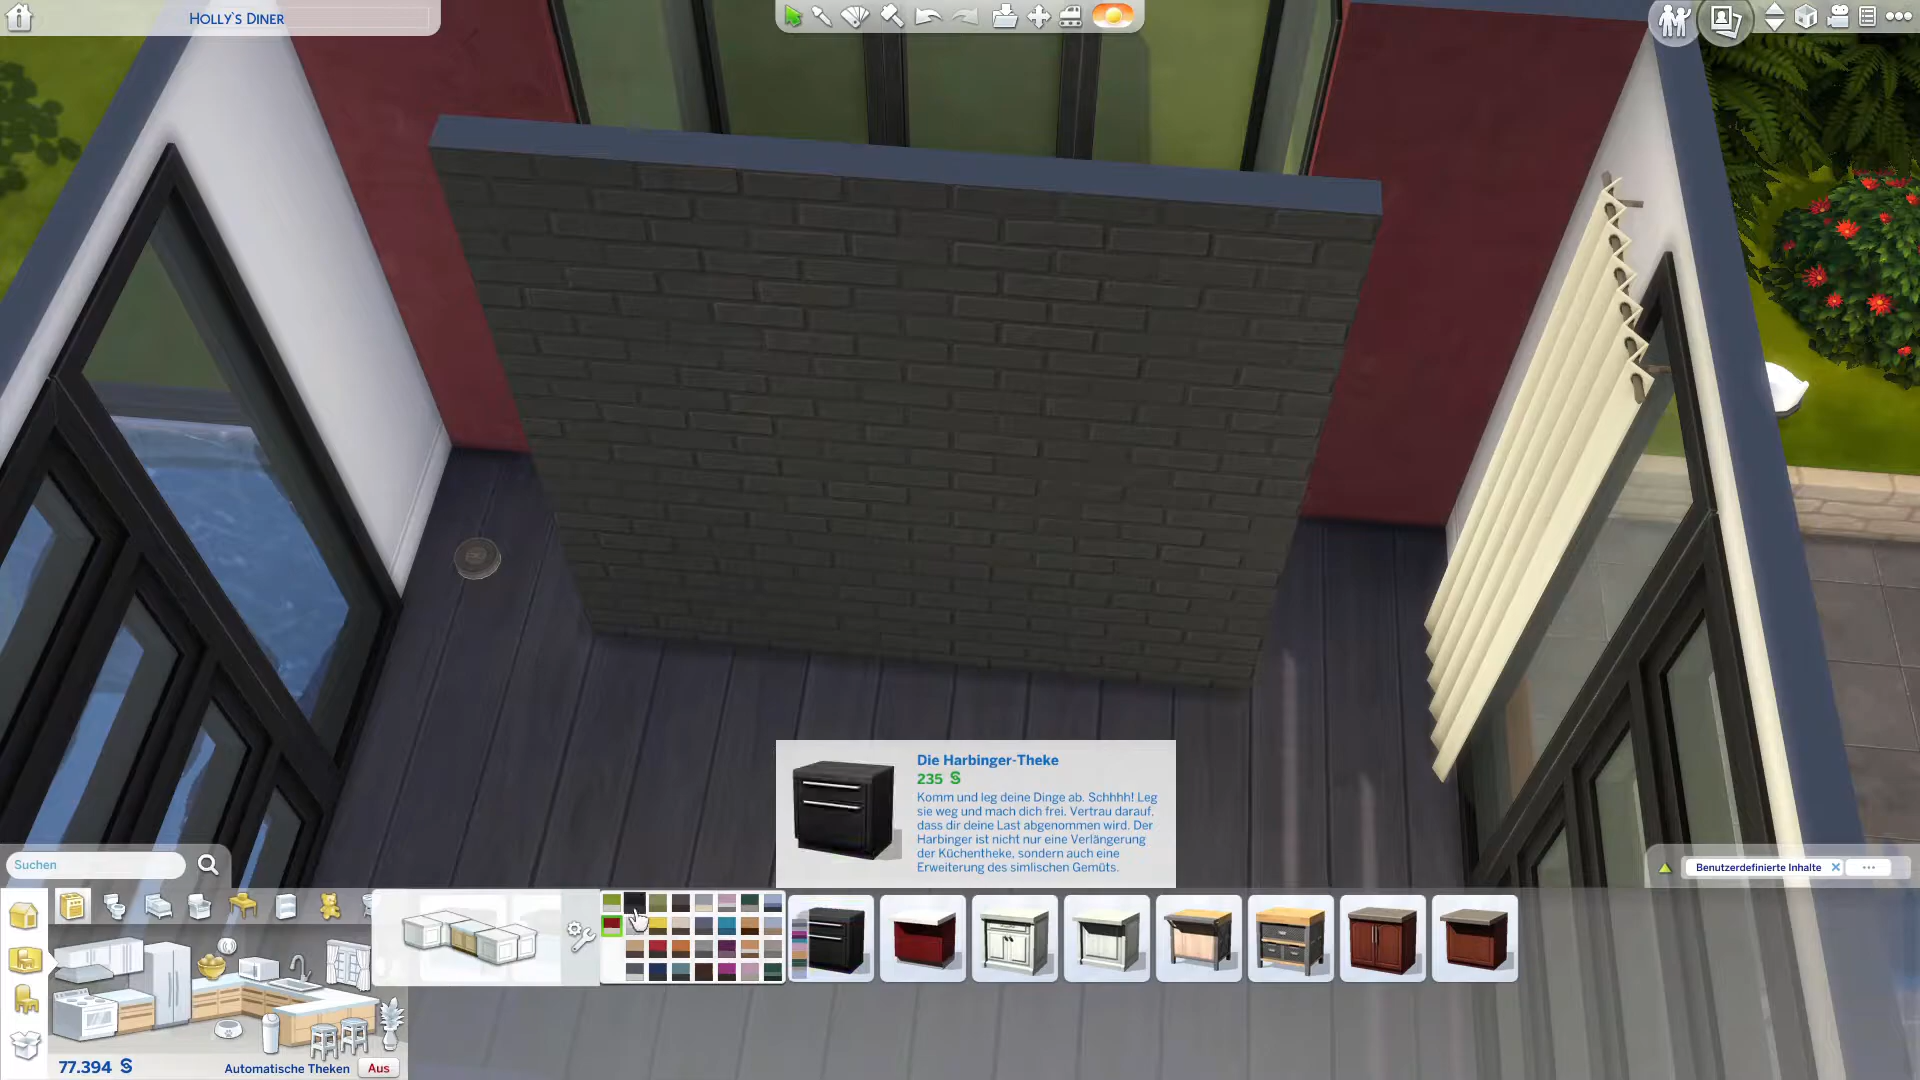 Holly`s Diner
Die Harbinger-Theke
235 §
Komm und leg deine Dinge ab. Schhhh! Leg
sie weg und mach dich frei. Vertrau darauf,
dass dir deine Last abgenommen wird. Der
Harbinger ist nicht nur eine Verlängerung
der Küchentheke, sondern auch eine
Erweiterung des simlischen Gemüts.
Suchen
Benutzerdefinierte Inhalte
77.394 §
Automatische Theken Aus